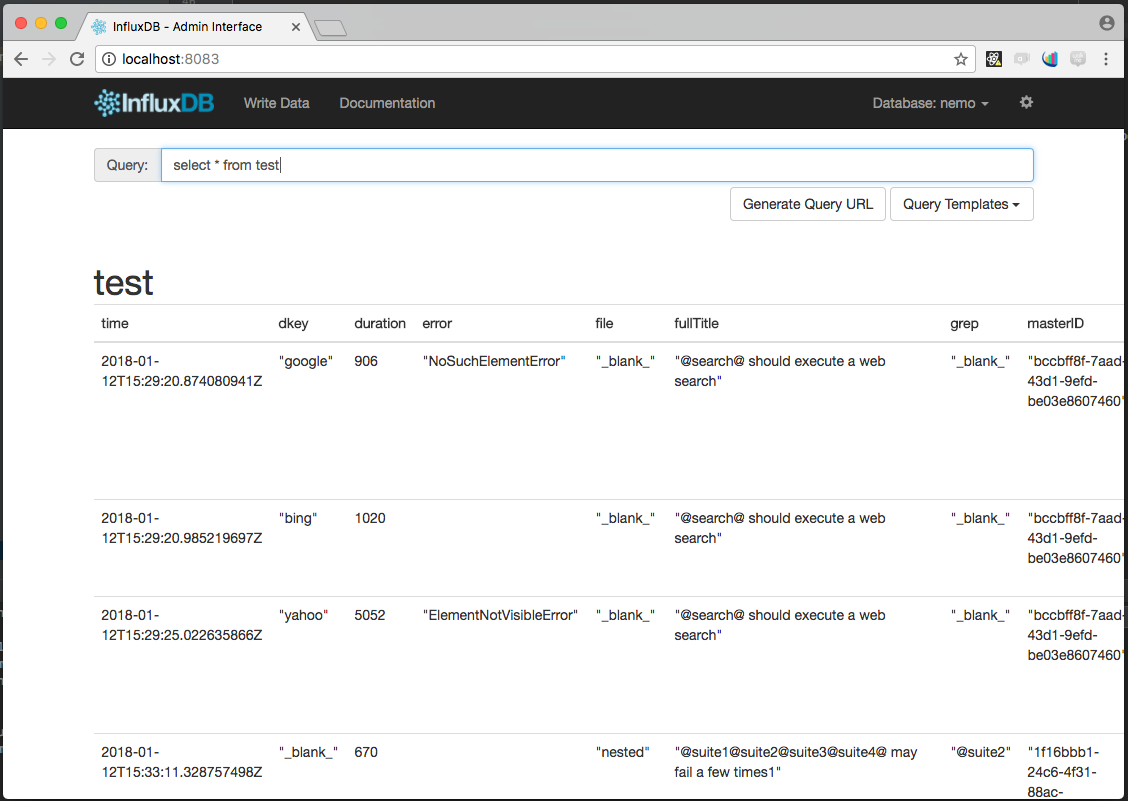 InfluxDB - Admin Interface
localhost:8083
InfluxDB Write Data Documentation Database: nemo
Query: select * from test
Generate Query URL Query Templates
test
time dkey duration error file fullTitle grep masterID
2018-01- "google" 906 "NoSuchElementError" "_blank_" "@search@ should execute a web "_blank_" "bccbff8f-7aad-
12T15:29:20.874080941Z search" 43d1-9efd-
be03e8607460"
2018-01- "bing" 1020 "_blank_" "@search@ should execute a web "_blank_" "bccbff8f-7aad-
12T15:29:20.985219697Z search" 43d1-9efd-
be03e8607460"
2018-01- "yahoo" 5052 "ElementNotVisibleError" "_blank_" "@search@ should execute a web "_blank_" "bccbff8f-7aad-
12T15:29:25.022635866Z search" 43d1-9efd-
be03e8607460"
2018-01- "_blank_" 670 "nested" "@suite1@suite2@suite3@suite4@ may "@suite2" "1f16bbb1-
12T15:33:11.328757498Z fail a few times1" 24c6-4f31-
88ac-